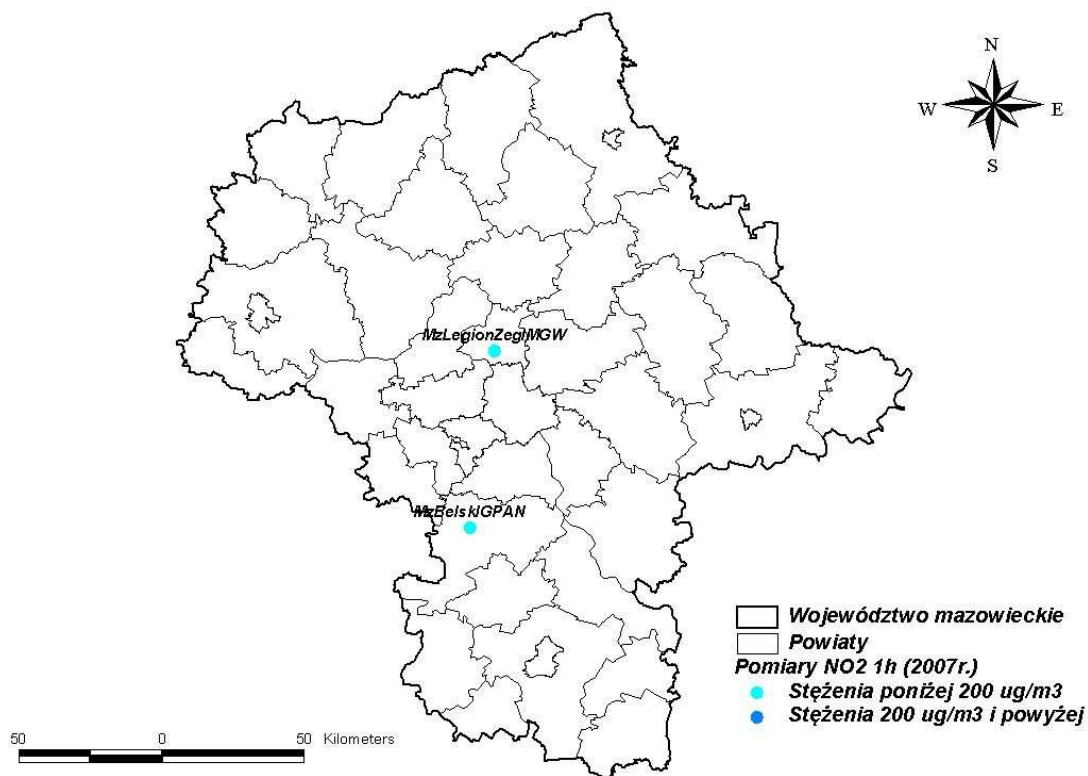 N
W E
S
MzLegionZegIMGW
MzBelskIGPAN
Województwo mazowieckie
Powiaty
Pomiary NO2 1h (2007r.)
Stężenia poniżej 200 ug/m3
Stężenia 200 ug/m3 i powyżej
50 0 50 Kilometers